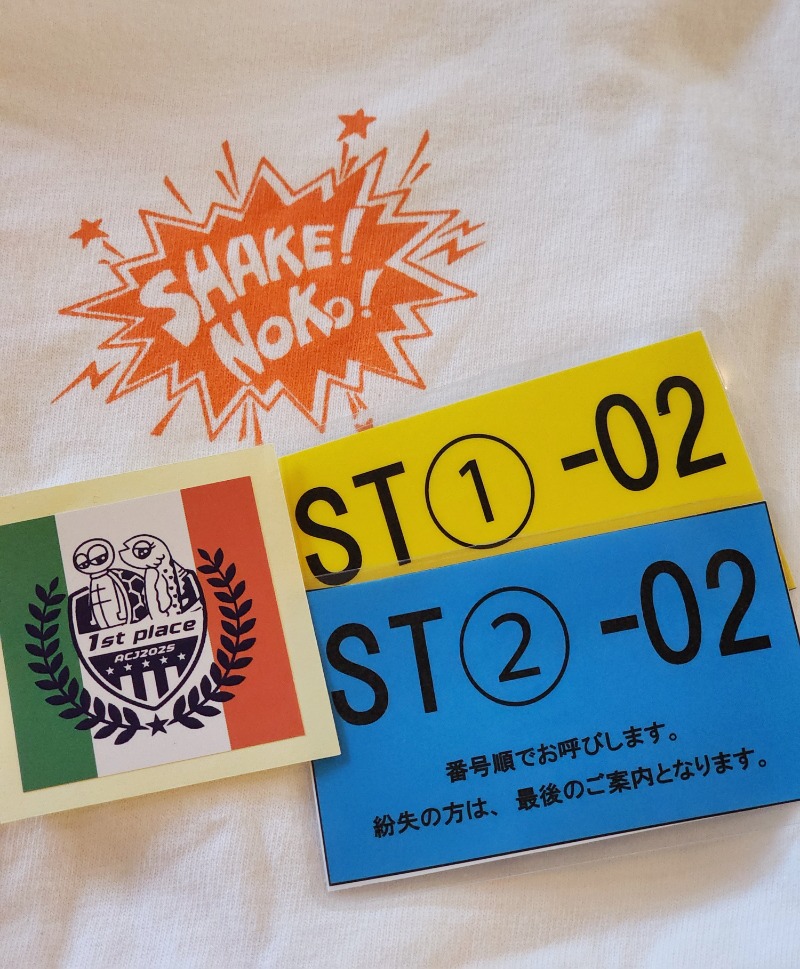 SHAKE!
NOKO!
ST①-02
1st place
ACJ2025
ST②-02
番号順でお呼びします。
紛失の方は、最後のご案内となります。